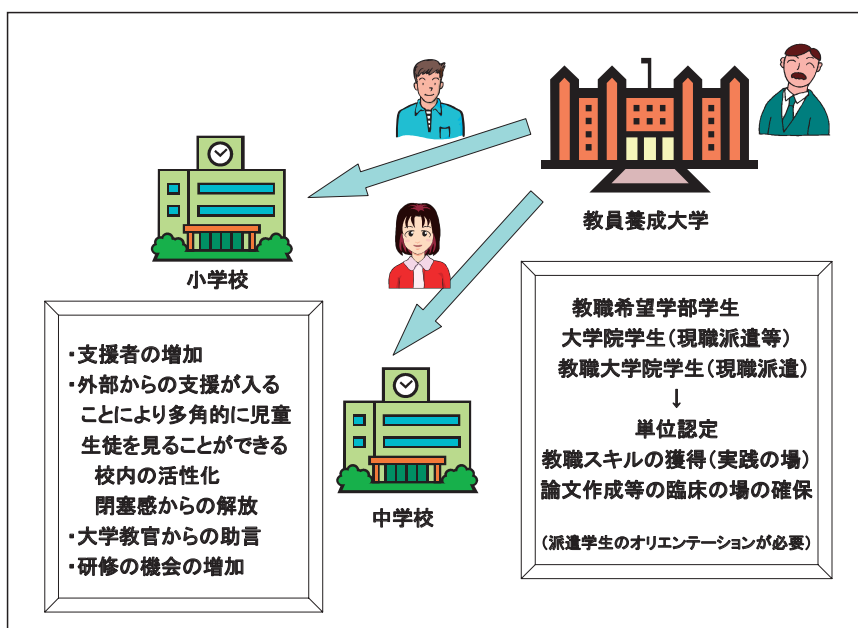 教員養成大学
小学校
中学校
・支援者の増加
・外部からの支援が入る
ことにより多角的に児童
生徒を見ることができる
校内の活性化
閉塞感からの解放
・大学教官からの助言
・研修の機会の増加
教職希望学部学生
大学院学生（現職派遣等）
教職大学院学生（現職派遣）
↓
単位認定
教職スキルの獲得（実践の場）
論文作成等の臨床の場の確保
（派遣学生のオリエンテーションが必要）